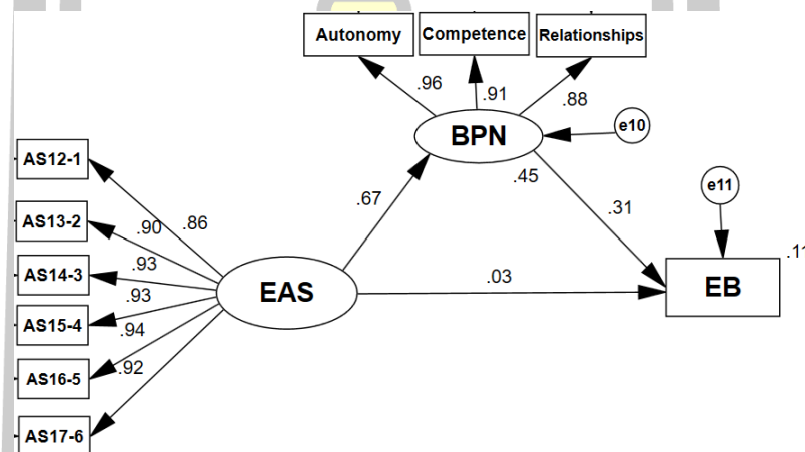 Autonomy
Competence
Relationships
.96
.91
.88
BPN
e10
.45
e11
AS12-1
.86
.67
.31
AS13-2
.90
.11
AS14-3
.93
EAS
.03
EB
.93
AS15-4
.94
AS16-5
.92
AS17-6